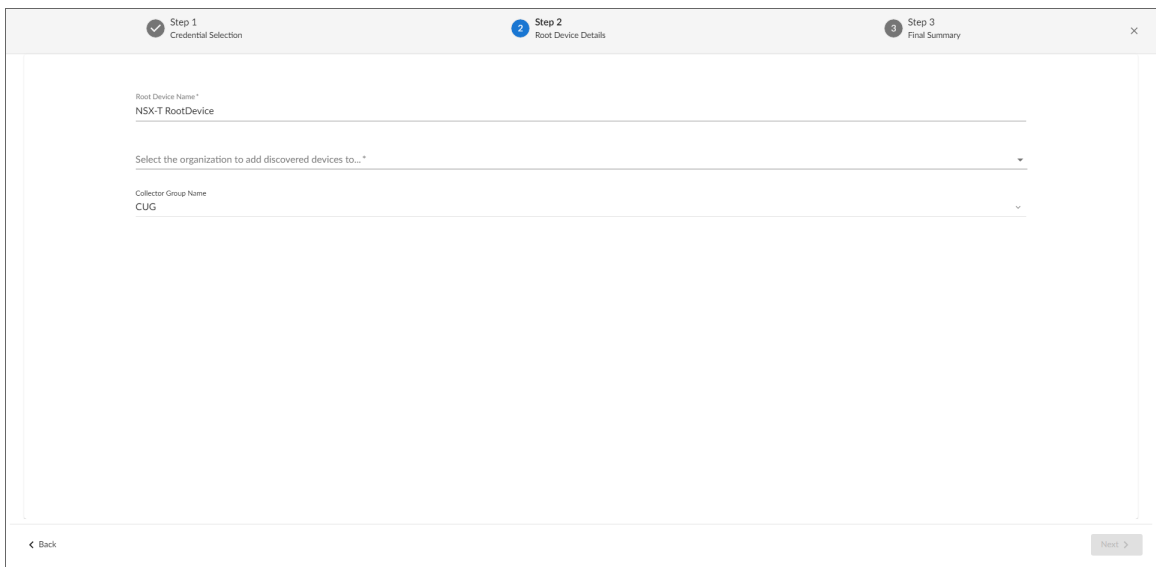 Step 1
Credential Selection
2
Step 2
Root Device Details
3
Step 3
Final Summary
Root Device Name*
NSX-T RootDevice
Select the organization to add discovered devices to... *
Collector Group Name
CUG
Back
Next